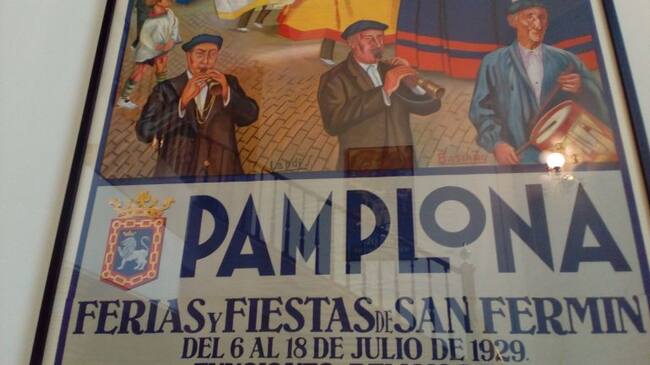 PAMPLONA
FERIAS Y FIESTAS DE SAN FERMIN
DEL 6 AL 18 DE JULIO DE 1929.